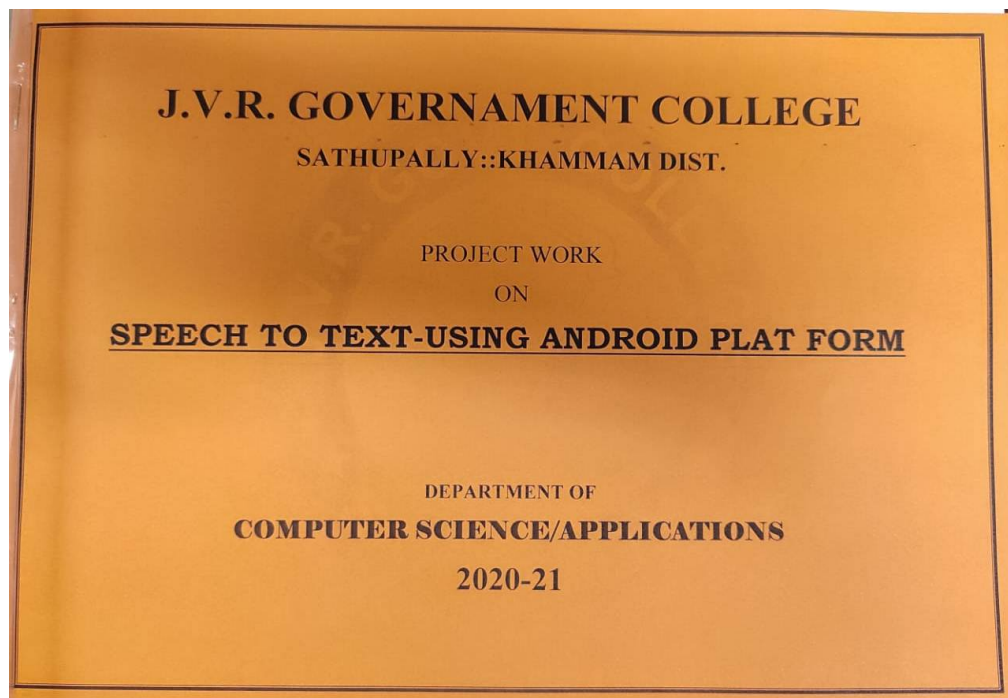 J.V.R. GOVERNAMENT COLLEGE
SATHUPALLY::KHAMMAM DIST.
PROJECT WORK
ON
SPEECH TO TEXT-USING ANDROID PLAT FORM
DEPARTMENT OF
COMPUTER SCIENCE/APPLICATIONS
2020-21